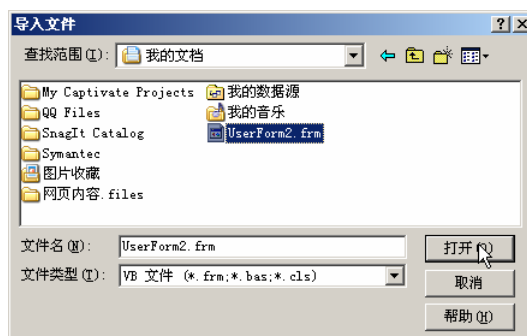 导入文件
查找范围(I):
我的文档
My Captivate Projects
QQ Files
SnagIt Catalog
Symantec
图片收藏
网页内容.files
我的数据源
我的音乐
UserForm2.frm
文件名(N):
UserForm2.frm
打开(O)
文件类型(T):
VB 文件 (*.frm;*.bas;*.cls)
取消
帮助(H)